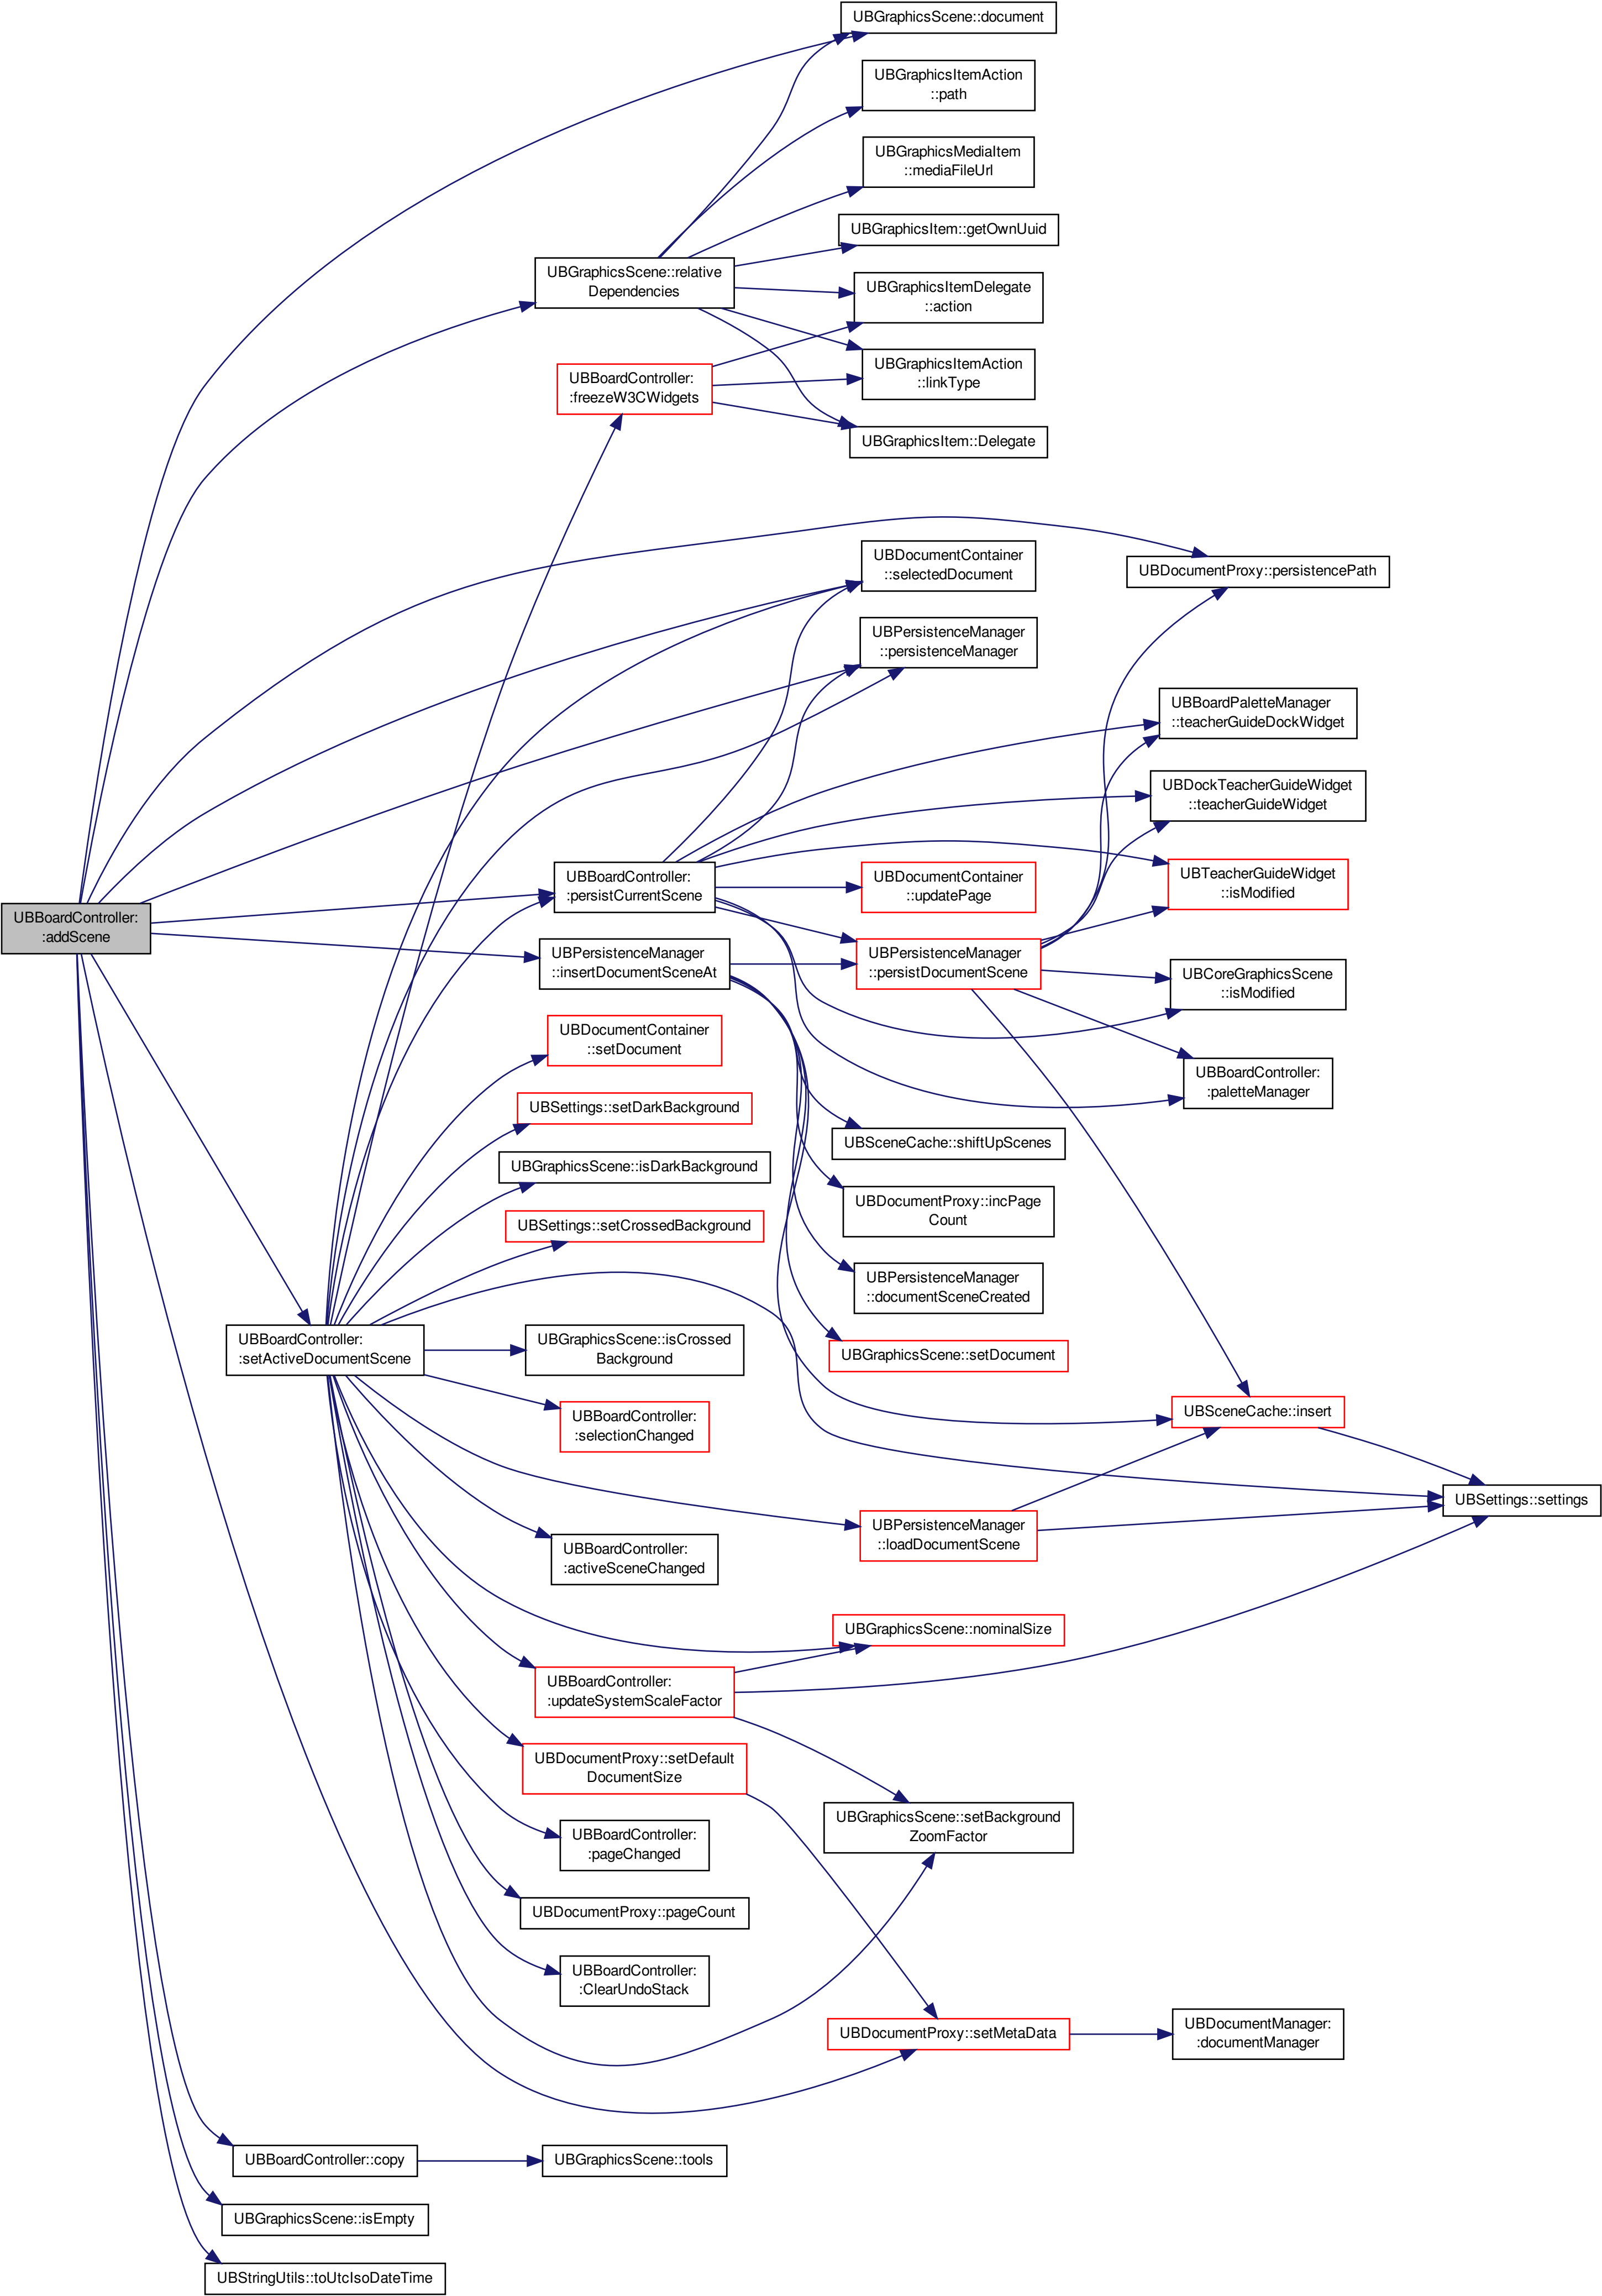 UBGraphicsScene::document
UBGraphicsItemAction
::path
UBGraphicsMediaItem
::mediaFileUrl
UBGraphicsItem::getOwnUuid
UBGraphicsScene::relative
Dependencies
UBGraphicsItemDelegate
::action
UBGraphicsItemAction
::linkType
UBBoardController:
:freezeW3CWidgets
UBGraphicsItem::Delegate
UBDocumentContainer
::selectedDocument
UBDocumentProxy::persistencePath
UBPersistenceManager
::persistenceManager
UBBoardPaletteManager
::teacherGuideDockWidget
UBDockTeacherGuideWidget
::teacherGuideWidget
UBBoardController:
:persistCurrentScene
UBDocumentContainer
::updatePage
UBTeacherGuideWidget
::isModified
UBBoardController:
:addScene
UBPersistenceManager
::insertDocumentSceneAt
UBPersistenceManager
::persistDocumentScene
UBCoreGraphicsScene
::isModified
UBDocumentContainer
::setDocument
UBBoardController:
:paletteManager
UBSettings::setDarkBackground
UBSceneCache::shiftUpScenes
UBGraphicsScene::isDarkBackground
UBDocumentProxy::incPage
Count
UBSettings::setCrossedBackground
UBPersistenceManager
::documentSceneCreated
UBBoardController:
:setActiveDocumentScene
UBGraphicsScene::isCrossed
Background
UBGraphicsScene::setDocument
UBBoardController:
:selectionChanged
UBSceneCache::insert
UBSettings::settings
UBPersistenceManager
::loadDocumentScene
UBBoardController:
:activeSceneChanged
UBGraphicsScene::nominalSize
UBBoardController:
:updateSystemScaleFactor
UBDocumentProxy::setDefault
DocumentSize
UBGraphicsScene::setBackground
ZoomFactor
UBBoardController:
:pageChanged
UBDocumentProxy::pageCount
UBBoardController:
:ClearUndoStack
UBDocumentProxy::setMetaData
UBDocumentManager:
:documentManager
UBBoardController::copy
UBGraphicsScene::tools
UBGraphicsScene::isEmpty
UBStringUtils::toUtcIsoDateTime